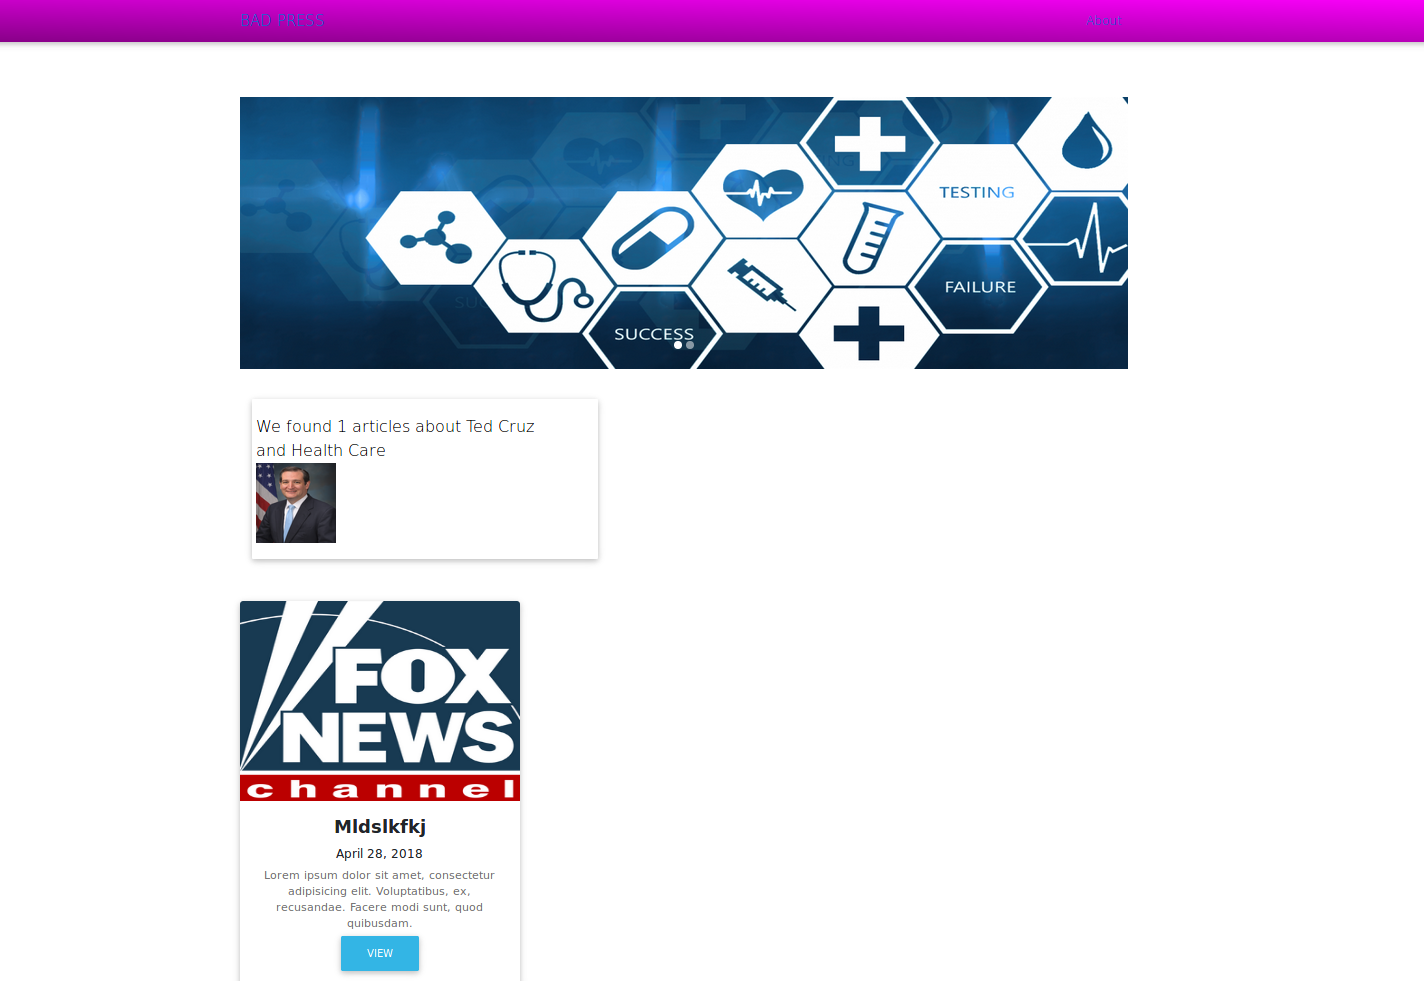 BAD PRESS
About
TESTING
FAILURE
SUCCESS
We found 1 articles about Ted Cruz
and Health Care
FOX
NEWS
channel
Mldslkfkj
April 28, 2018
Lorem ipsum dolor sit amet, consectetur
adipisicing elit. Voluptatibus, ex,
recusandae. Facere modi sunt, quod
quibusdam.
VIEW